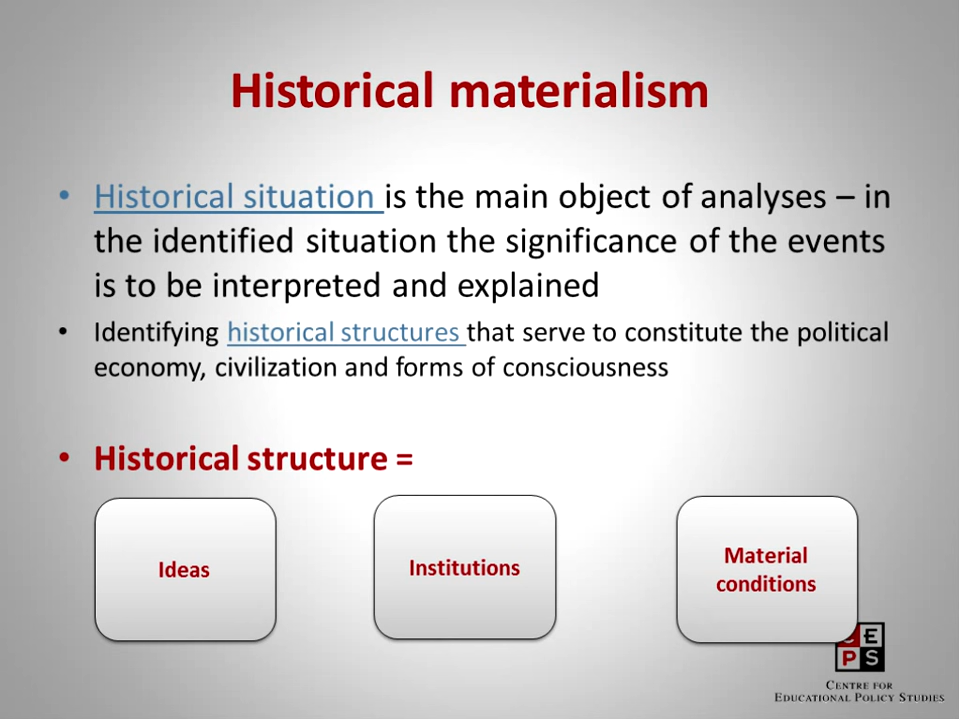 Historical materialism
• Historical situation is the main object of analyses – in
the identified situation the significance of the events
is to be interpreted and explained
• Identifying historical structures that serve to constitute the political
economy, civilization and forms of consciousness
• Historical structure =
Ideas
Institutions
Material
conditions
C E
P S
CENTRE FOR
EDUCATIONAL POLICY STUDIES